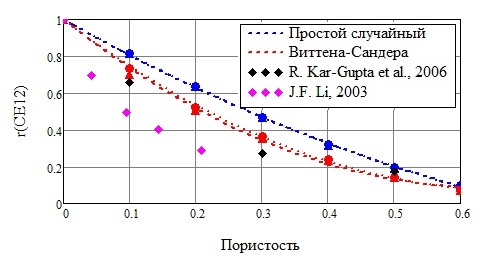 1
0.8
0.6
0.4
0.2
0
r(CE12)
Простой случайный
Виттена-Сандера
R. Kar-Gupta et al., 2006
J.F. Li, 2003
0 0.1 0.2 0.3 0.4 0.5 0.6
Пористость